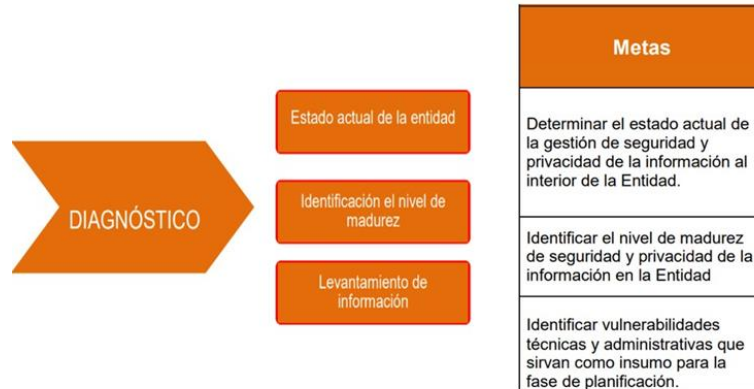 DIAGNÓSTICO
Estado actual de la entidad
Identificación el nivel de
madurez
Levantamiento de
información
Metas
Determinar el estado actual de
la gestión de seguridad y
privacidad de la información al
interior de la Entidad.
Identificar el nivel de madurez
de seguridad y privacidad de la
información en la Entidad
Identificar vulnerabilidades
técnicas y administrativas que
sirvan como insumo para la
fase de planificación.